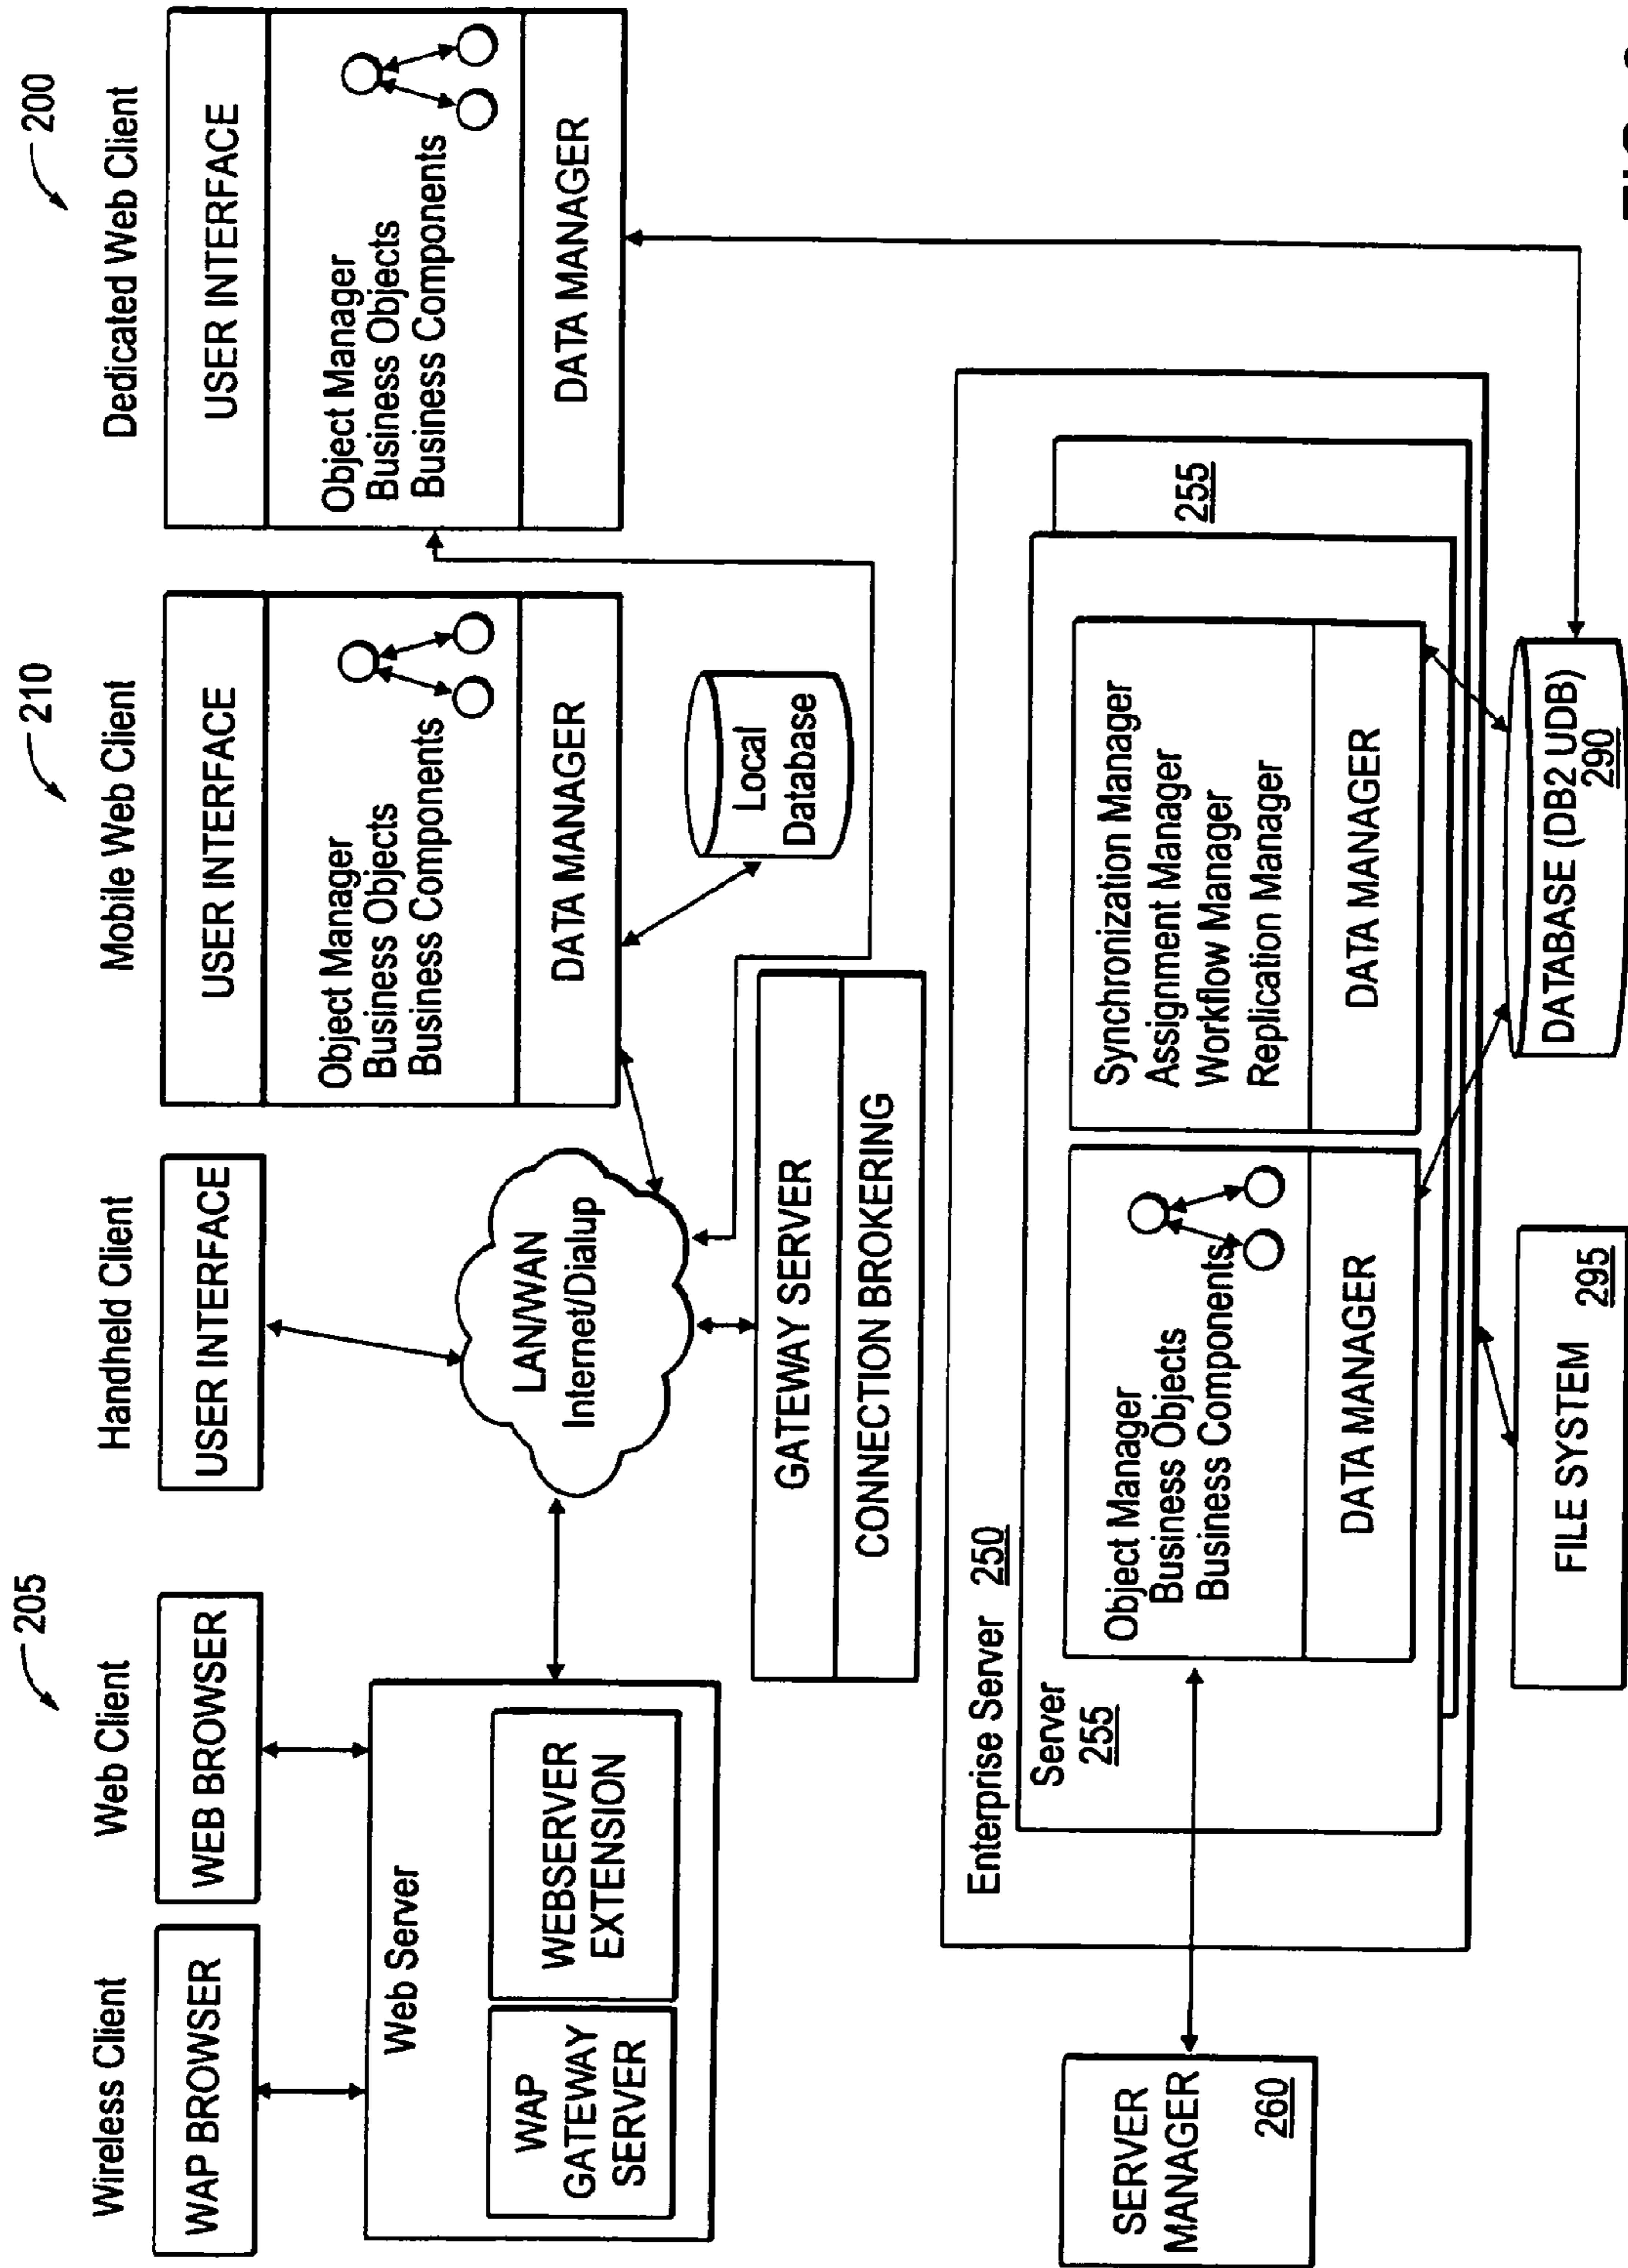 Wireless Client
WAP BROWSER
Web Client
205
WEB BROWSER
Web Server
WAP
GATEWAY
SERVER
WEBSERVER
EXTENSION
Handheld Client
USER INTERFACE
LAN/WAN
Internet/Dialup
GATEWAY SERVER
CONNECTION BROKERING
Mobile Web Client
210
USER INTERFACE
Object Manager
Business Objects
Business Components
DATA MANAGER
Local
Database
Dedicated Web Client
200
USER INTERFACE
Object Manager
Business Objects
Business Components
DATA MANAGER
SERVER
MANAGER
260
Enterprise Server 250
Server
255
Object Manager
Business Objects
Business Components
DATA MANAGER
Synchronization Manager
Assignment Manager
Workflow Manager
Replication Manager
DATA MANAGER
255
FILE SYSTEM
295
DATABASE (DB2 UDB)
290